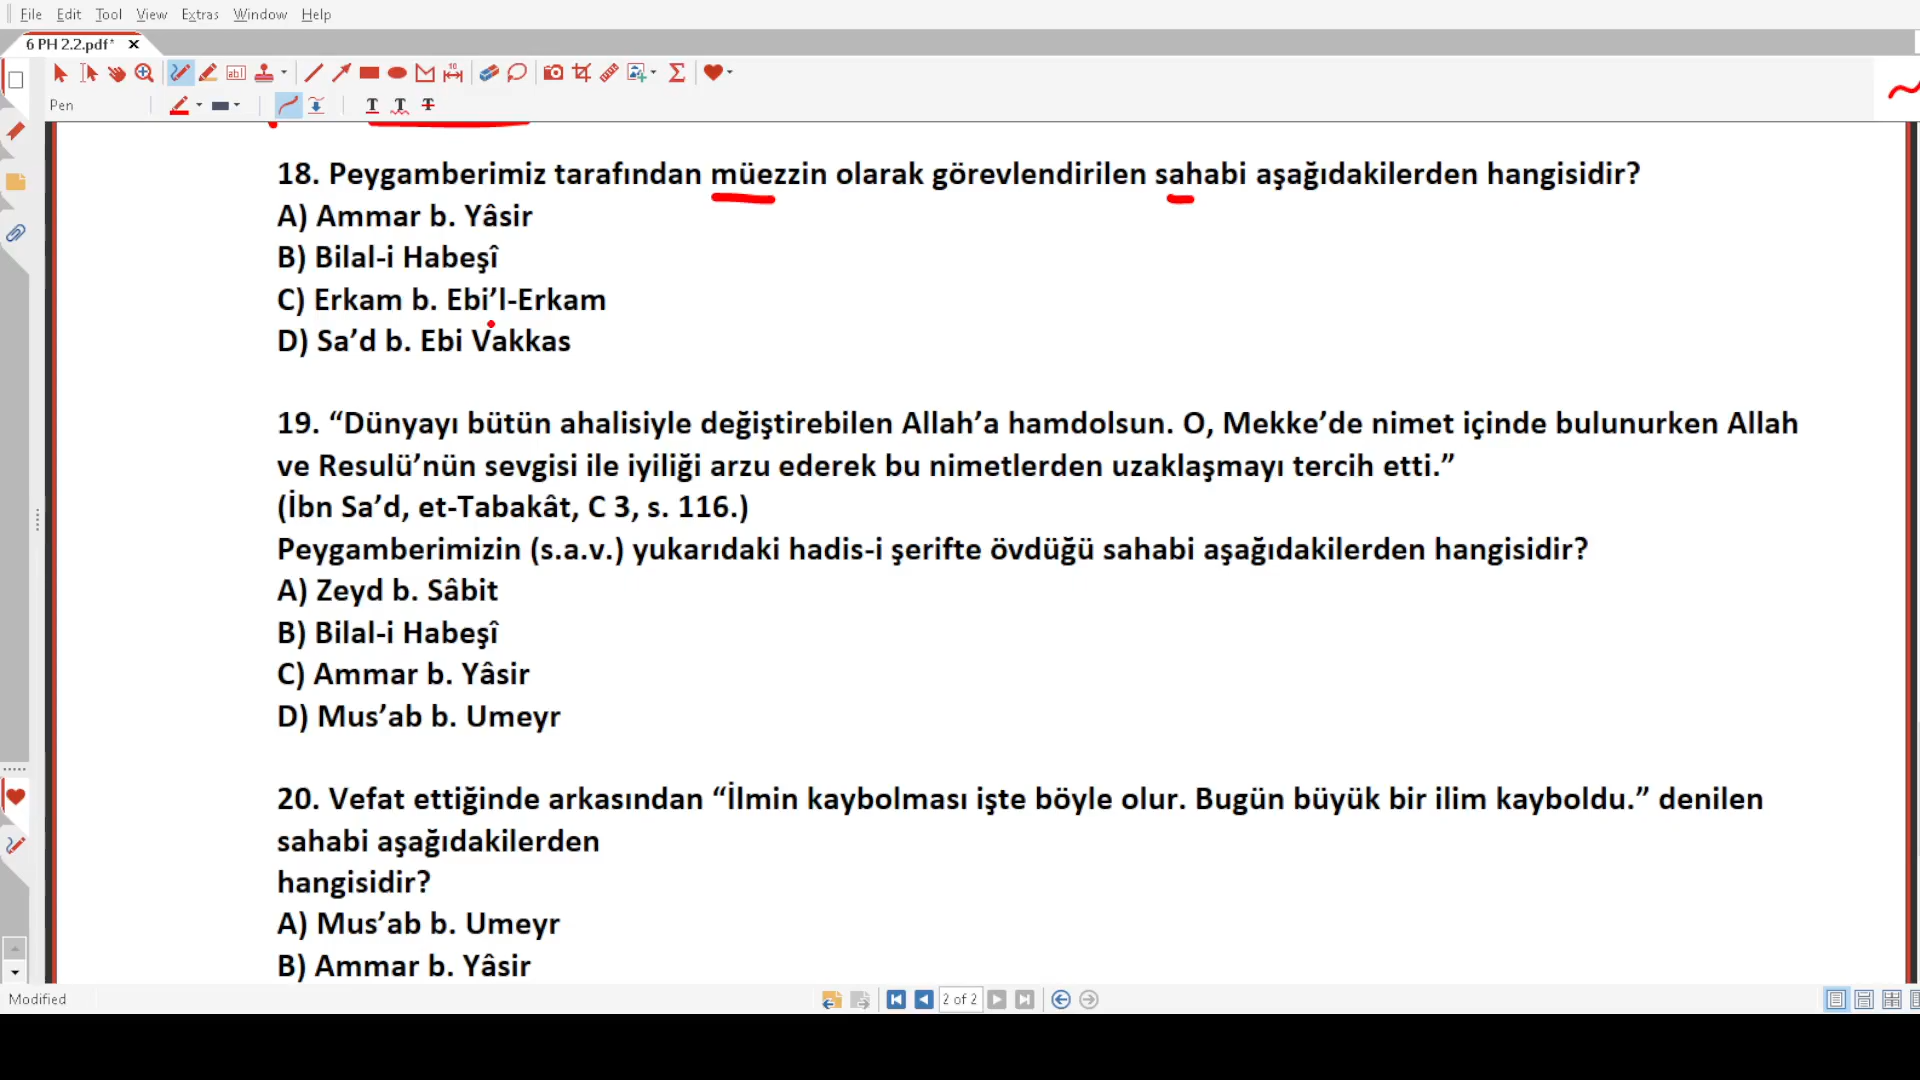 File Edit Tool View Extras Window Help
6 PH 2.2.pdf*
Pen
18. Peygamberimiz tarafından müezzin olarak görevlendirilen sahabi aşağıdakilerden hangisidir?
A) Ammar b. Yâsir
B) Bilal-i Habeşî
C) Erkam b. Ebi’l-Erkam
D) Sa’d b. Ebi Vakkas
19. “Dünyayı bütün ahalisiyle değiştirebilen Allah’a hamdolsun. O, Mekke’de nimet içinde bulunurken Allah
ve Resulü’nün sevgisi ile iyiliği arzu ederek bu nimetlerden uzaklaşmayı tercih etti.”
(İbn Sa’d, et-Tabakât, C 3, s. 116.)
Peygamberimizin (s.a.v.) yukarıdaki hadis-i şerifte övdüğü sahabi aşağıdakilerden hangisidir?
A) Zeyd b. Sâbit
B) Bilal-i Habeşî
C) Ammar b. Yâsir
D) Mus’ab b. Umeyr
20. Vefat ettiğinde arkasından “İlmin kaybolması işte böyle olur. Bugün büyük bir ilim kayboldu.” denilen
sahabi aşağıdakilerden
hangisidir?
A) Mus’ab b. Umeyr
B) Ammar b. Yâsir
Modified
2 of 2